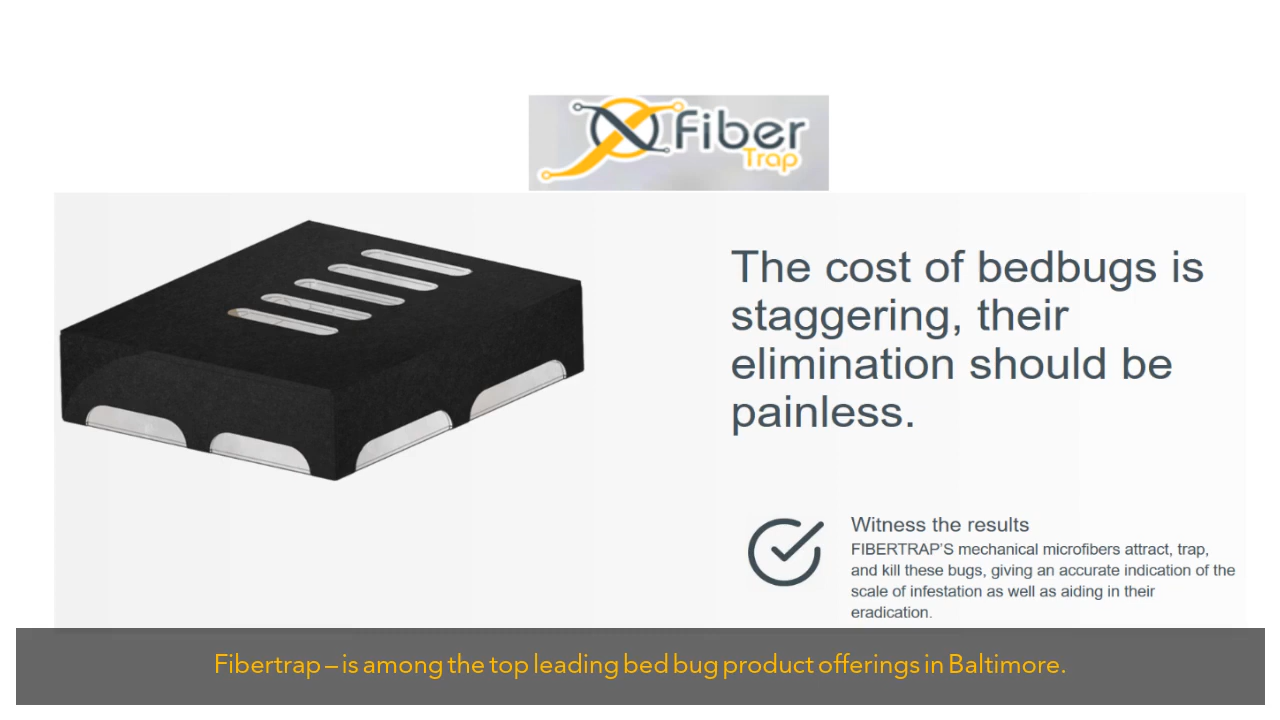 Fiber
Trap
The cost of bedbugs is
staggering, their
elimination should be
painless.
Witness the results
FIBERTRAP'S mechanical microfibers attract, trap,
and kill these bugs, giving an accurate indication of the
scale of infestation as well as aiding in their
eradication.
Fibertrap – is among the top leading bed bug product offerings in Baltimore.